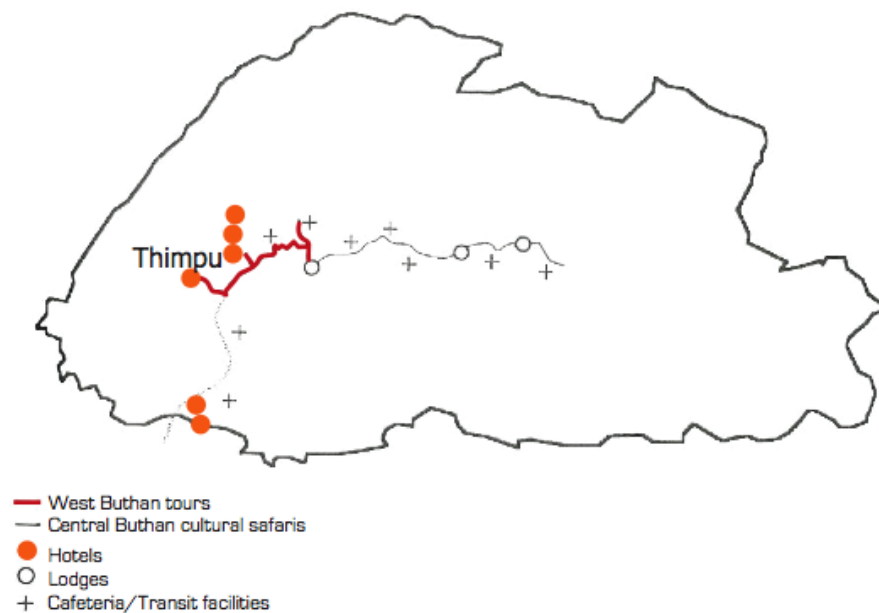 Thimpu
West Buthan tours
Central Buthan cultural safaris
Hotels
Lodges
Cafeteria/Transit facilities